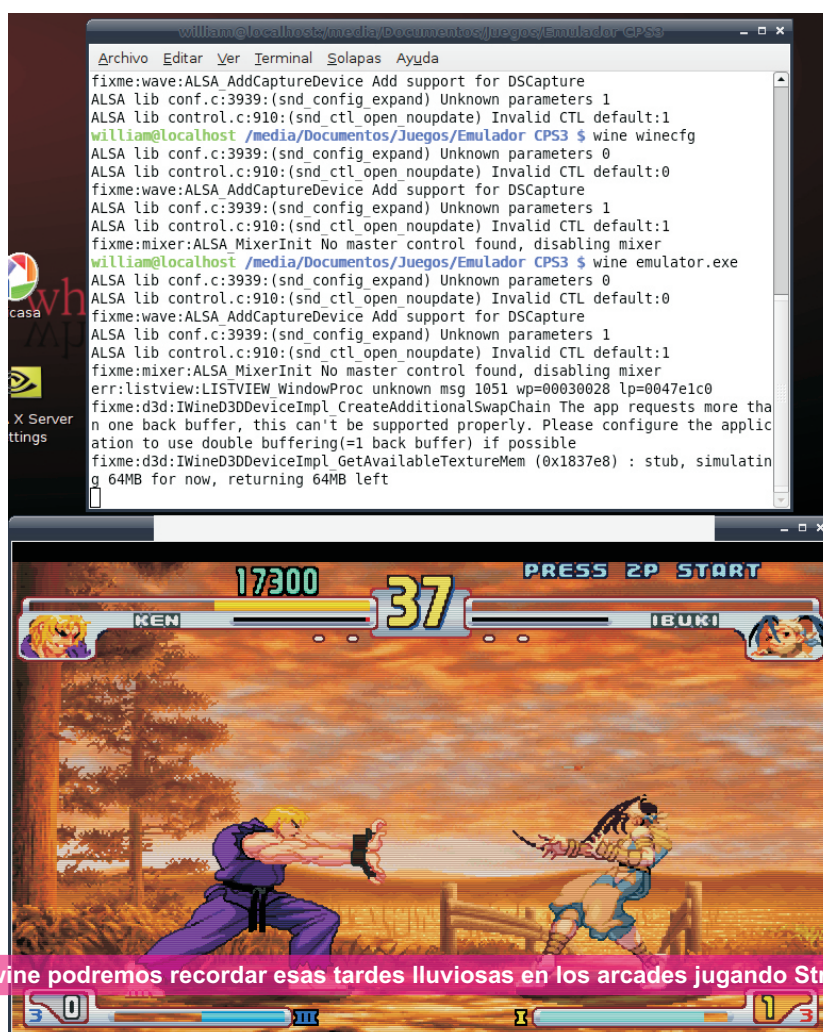 william@localhost:/media/Documentos/Juegos/Emulador CPS3
Archivo Editar Ver Terminal Solapas Ayuda
fixme:wave:ALSA_AddCaptureDevice Add support for DSCapture
ALSA lib conf.c:3939:(snd_config_expand) Unknown parameters 1
ALSA lib control.c:910:(snd_ctl_open_noupdate) Invalid CTL default:1
william@localhost /media/Documentos/Juegos/Emulador CPS3 $ wine winecfg
ALSA lib conf.c:3939:(snd_config_expand) Unknown parameters 0
ALSA lib control.c:910:(snd_ctl_open_noupdate) Invalid CTL default:0
fixme:wave:ALSA_AddCaptureDevice Add support for DSCapture
ALSA lib conf.c:3939:(snd_config_expand) Unknown parameters 1
ALSA lib control.c:910:(snd_ctl_open_noupdate) Invalid CTL default:1
fixme:mixer:ALSA_MixerInit No master control found, disabling mixer
william@localhost /media/Documentos/Juegos/Emulador CPS3 $ wine emulator.exe
ALSA lib conf.c:3939:(snd_config_expand) Unknown parameters 0
ALSA lib control.c:910:(snd_ctl_open_noupdate) Invalid CTL default:0
fixme:wave:ALSA_AddCaptureDevice Add support for DSCapture
ALSA lib conf.c:3939:(snd_config_expand) Unknown parameters 1
ALSA lib control.c:910:(snd_ctl_open_noupdate) Invalid CTL default:1
fixme:mixer:ALSA_MixerInit No master control found, disabling mixer
err:listview:LISTVIEW_WindowProc unknown msg 1051 wp=00030028 lp=0047e1c0
fixme:d3d:IWineD3DDeviceImpl_CreateAdditionalSwapChain The app requests more tha
n one back buffer, this can't be supported properly. Please configure the applic
ation to use double buffering(=1 back buffer) if possible
fixme:d3d:IWineD3DDeviceImpl_GetAvailableTextureMem (0x1837e8) : stub, simulatin
g 64MB for now, returning 64MB left
casa
wh
X Server
ttings
17300 37 PRESS 2P START
KEN IBUKI
vine podremos recordar esas tardes lluviosas en los arcades jugando Str
3 0 III I 1 3